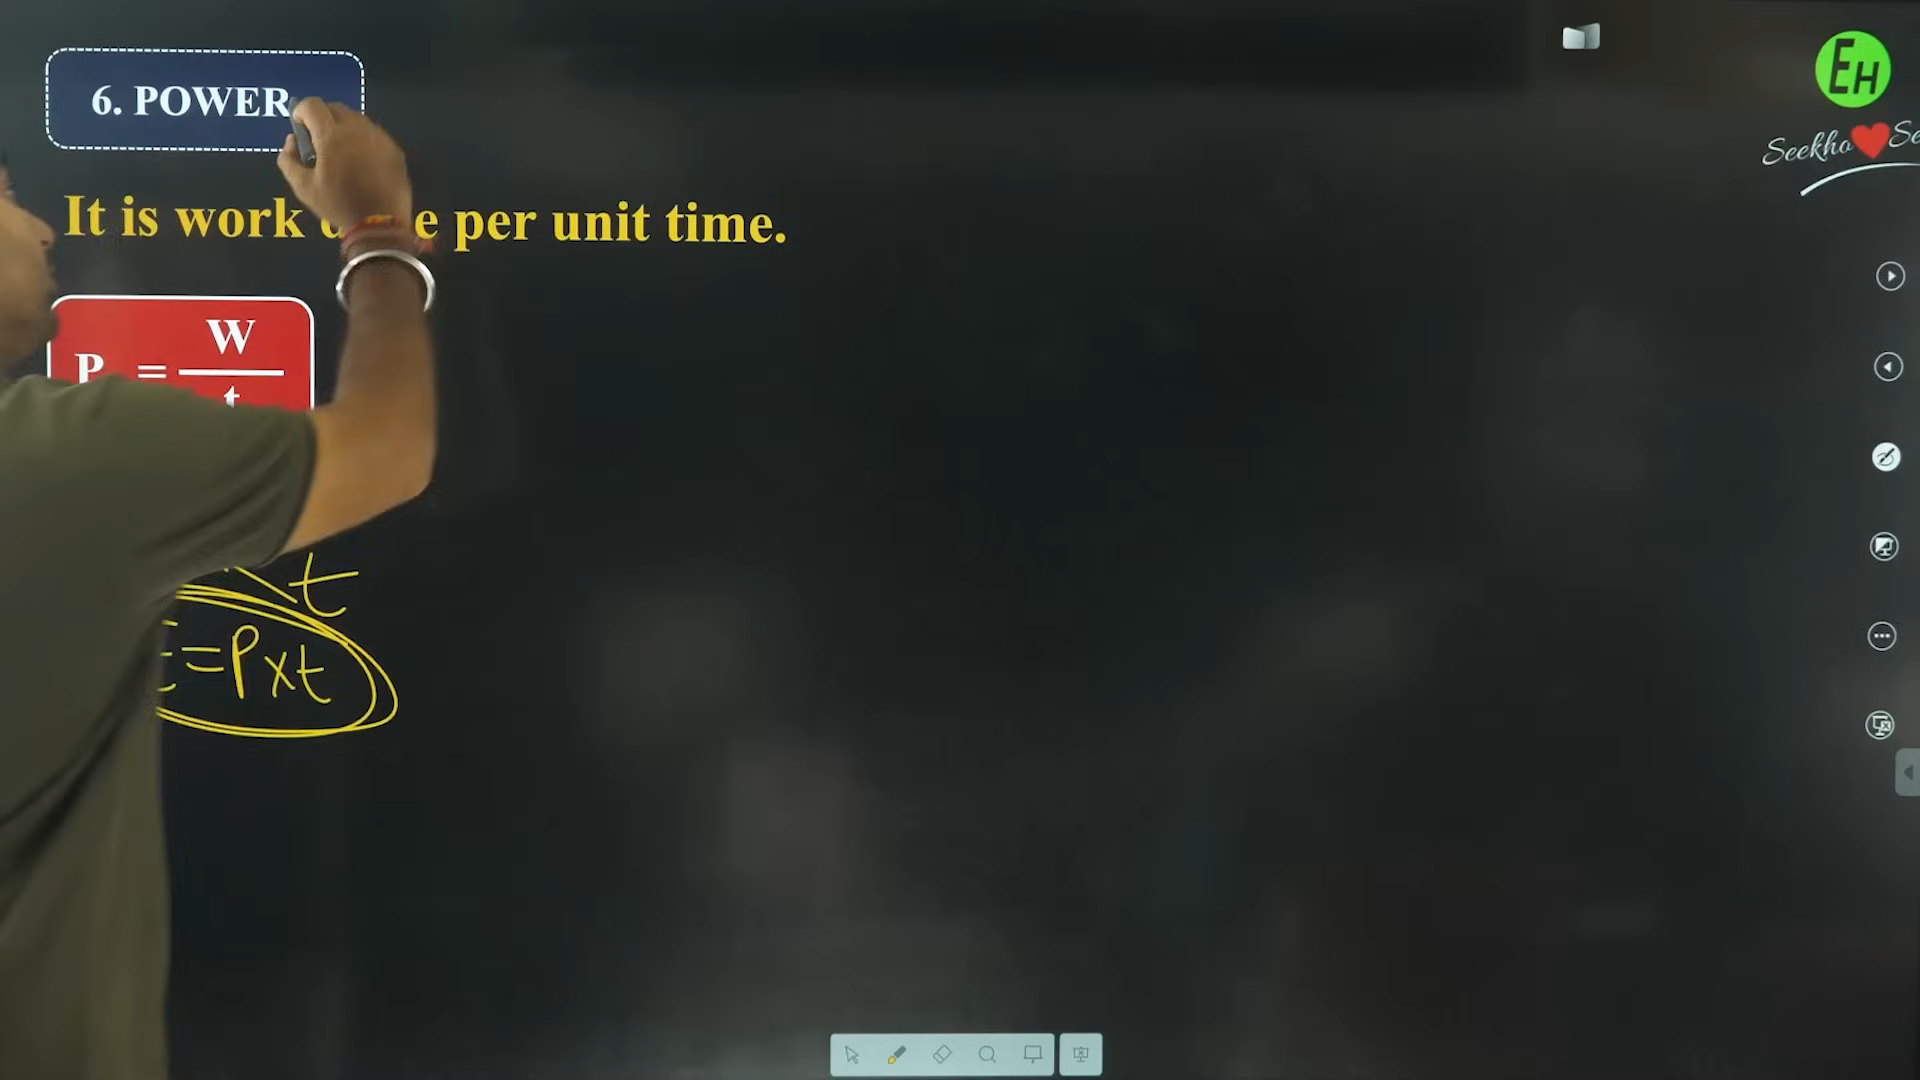 6. POWER
EH
Seekho
It is work per unit time.
P = W
t
t
= P x t